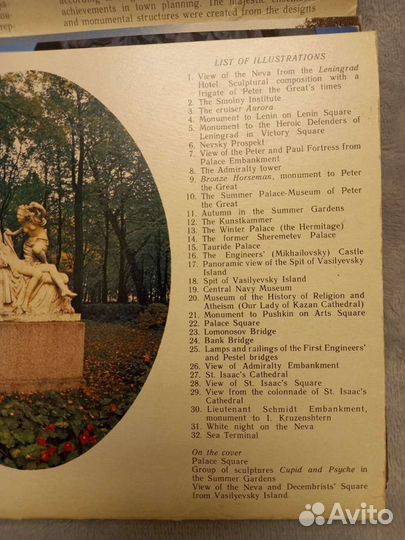 according
achievements in town planning. The majestic
and monumental structures were created from the designs
LIST OF ILLUSTRATIONS
1. View of the Neva from the Leningrad
Hotel. Sculptural composition with a
frigate of Peter the Great's times
2. The Smolny Institute
3. The cruiser Aurora
4. Monument to Lenin on Lenin Square
5. Monument to the Heroic Defenders of
Leningrad in Victory Square
6. Nevsky Prospekt
7. View of the Peter and Paul Fortress from
Palace Embankment
8. The Admiralty tower
9. Bronze Horseman, monument to Peter
the Great
10. The Summer Palace-Museum of Peter
the Great
11. Autumn in the Summer Gardens
12. The Kunstkammer
13. The Winter Palace (the Hermitage)
14. The former Sheremetev Palace
15. Tauride Palace
16. The Engineers' (Mikhailovsky) Castle
17. Panoramic view of the Spit of Vasilyevsky
Island
18. Spit of Vasilyevsky Island
19. Central Navy Museum
20. Museum of the History of Religion and
Atheism (Our Lady of Kazan Cathedral)
21. Monument to Pushkin on Arts Square
22. Palace Square
23. Lomonosov Bridge
24. Bank Bridge
25. Lamps and railings of the First Engineers'
and Pestel bridges
26. View of Admiralty Embankment
27. St. Isaac's Cathedral
28. View of St. Isaac's Square
29. View from the colonnade of St. Isaac's
Cathedral
30. Lieutenant Schmidt Embankment,
monument to I. Kruzenshtern
31. White night on the Neva
32. Sea Terminal
On the cover
Palace Square
Group of sculptures Cupid and Psyche in
the Summer Gardens
View of the Neva and Decembrists' Square
from Vasilyevsky Island
Avito